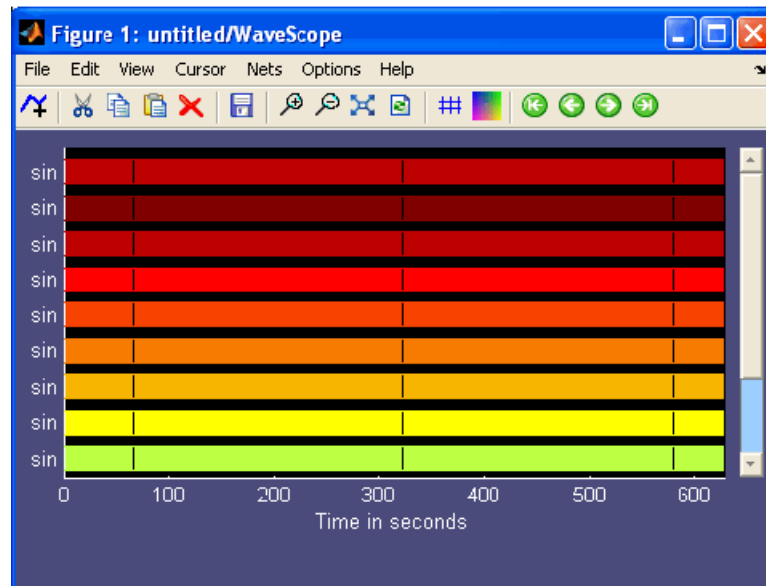 Figure 1: untitled/WaveScope
File Edit View Cursor Nets Options Help
sin
sin
sin
sin
sin
sin
sin
sin
sin
0 100 200 300 400 500 600
Time in seconds